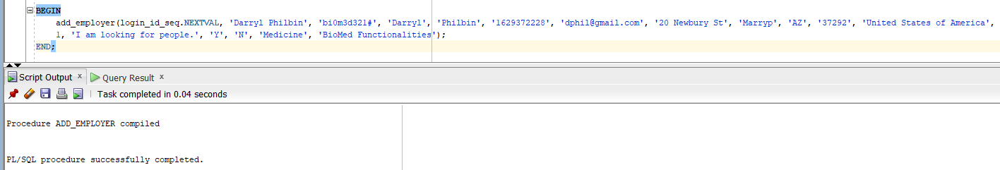 BEGIN
add_employer(login_id_seq.NEXTVAL, 'Darryl Philbin', 'bi0m3d321#', 'Darryl', 'Philbin', '1629372228', 'dphil@gmail.com', '20 Newbury St', 'Marryp', 'AZ', '37292', 'United States of America',
1, 'I am looking for people.', 'Y', 'N', 'Medicine', 'BioMed Functionalities');
END;
Script Output x Query Result x
Task completed in 0.04 seconds
Procedure ADD_EMPLOYER compiled
PL/SQL procedure successfully completed.